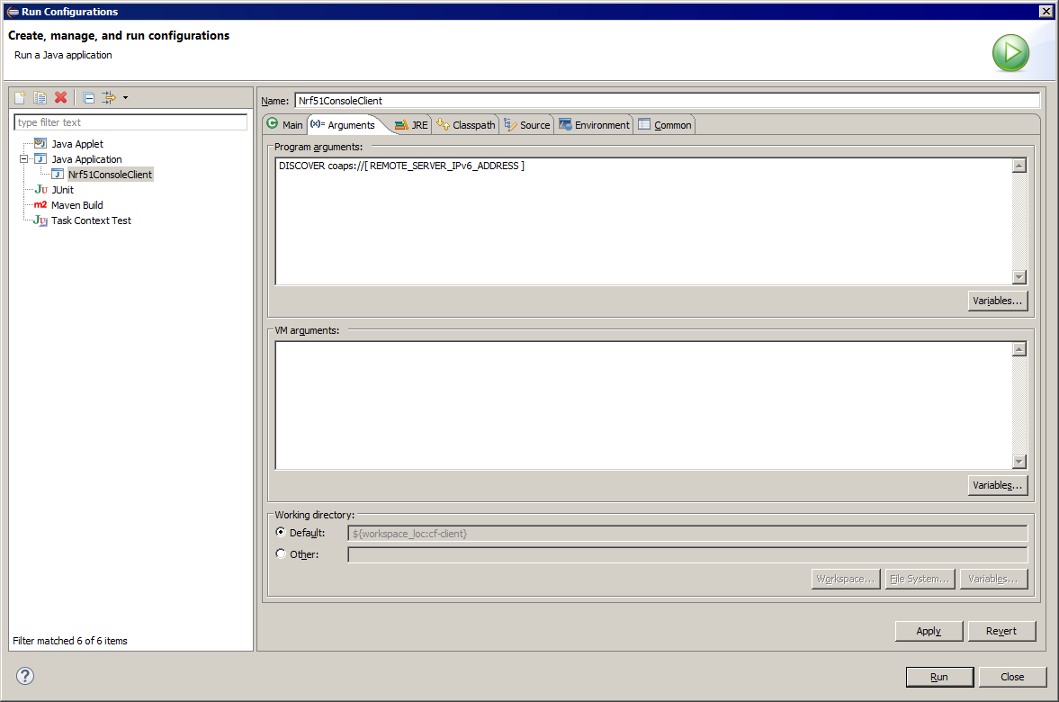 Run Configurations
Create, manage, and run configurations
Run a Java application
type filter text
Java Applet
Java Application
Nrf51ConsoleClient
JUnit
Maven Build
Task Context Test
Filter matched 6 of 6 items
Name: Nrf51ConsoleClient
Main (x)= Arguments JRE Classpath Source Environment Common
Program arguments:
DISCOVER coaps://[ REMOTE_SERVER_IPv6_ADDRESS ]
Variables...
VM arguments:
Variables...
Working directory:
Default: ${workspace_loc:cf-client}
Other:
Workspace... File System... Variables...
Apply Revert
? Run Close